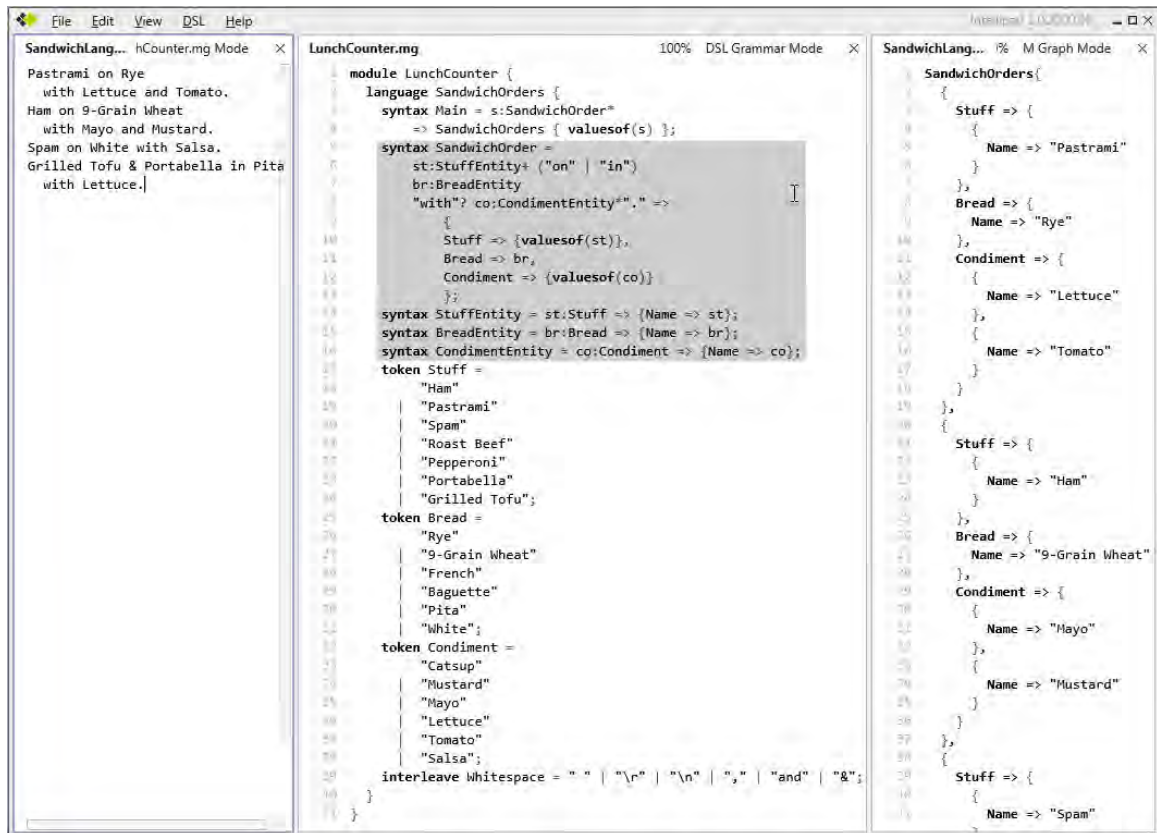 File Edit View DSL Help
SandwichLang... hCounter.mg Mode ×
Pastrami on Rye
with Lettuce and Tomato.
Ham on 9-Grain Wheat
with Mayo and Mustard.
Spam on White with Salsa.
Grilled Tofu & Portabella in Pita
with Lettuce.
LunchCounter.mg 100% DSL Grammar Mode ×
module LunchCounter {
language SandwichOrders {
syntax Main = s:SandwichOrder*
=> SandwichOrders { valuesof(s) };
syntax SandwichOrder =
st:StuffEntity+ ("on" | "in")
br:BreadEntity
"with"? co:CondimentEntity*"." =>
{
Stuff => {valuesof(st)},
Bread => br,
Condiment => {valuesof(co)}
};
syntax StuffEntity = st:Stuff => {Name => st};
syntax BreadEntity = br:Bread => {Name => br};
syntax CondimentEntity = co:Condiment => {Name => co};
token Stuff =
"Ham"
| "Pastrami"
| "Spam"
| "Roast Beef"
| "Pepperoni"
| "Portabella"
| "Grilled Tofu";
token Bread =
"Rye"
| "9-Grain Wheat"
| "French"
| "Baguette"
| "Pita"
| "White";
token Condiment =
"Catsup"
| "Mustard"
| "Mayo"
| "Lettuce"
| "Tomato"
| "Salsa";
interleave Whitespace = " " | "\r" | "\n" | "," | "and" | "&";
}
}
SandwichLang... % M Graph Mode ×
SandwichOrders{
{
Stuff => {
{
Name => "Pastrami"
}
},
Bread => {
Name => "Rye"
},
Condiment => {
{
Name => "Lettuce"
},
{
Name => "Tomato"
}
}
},
{
Stuff => {
{
Name => "Ham"
}
},
Bread => {
Name => "9-Grain Wheat"
},
Condiment => {
{
Name => "Mayo"
},
{
Name => "Mustard"
}
}
},
{
Stuff => {
{
Name => "Spam"